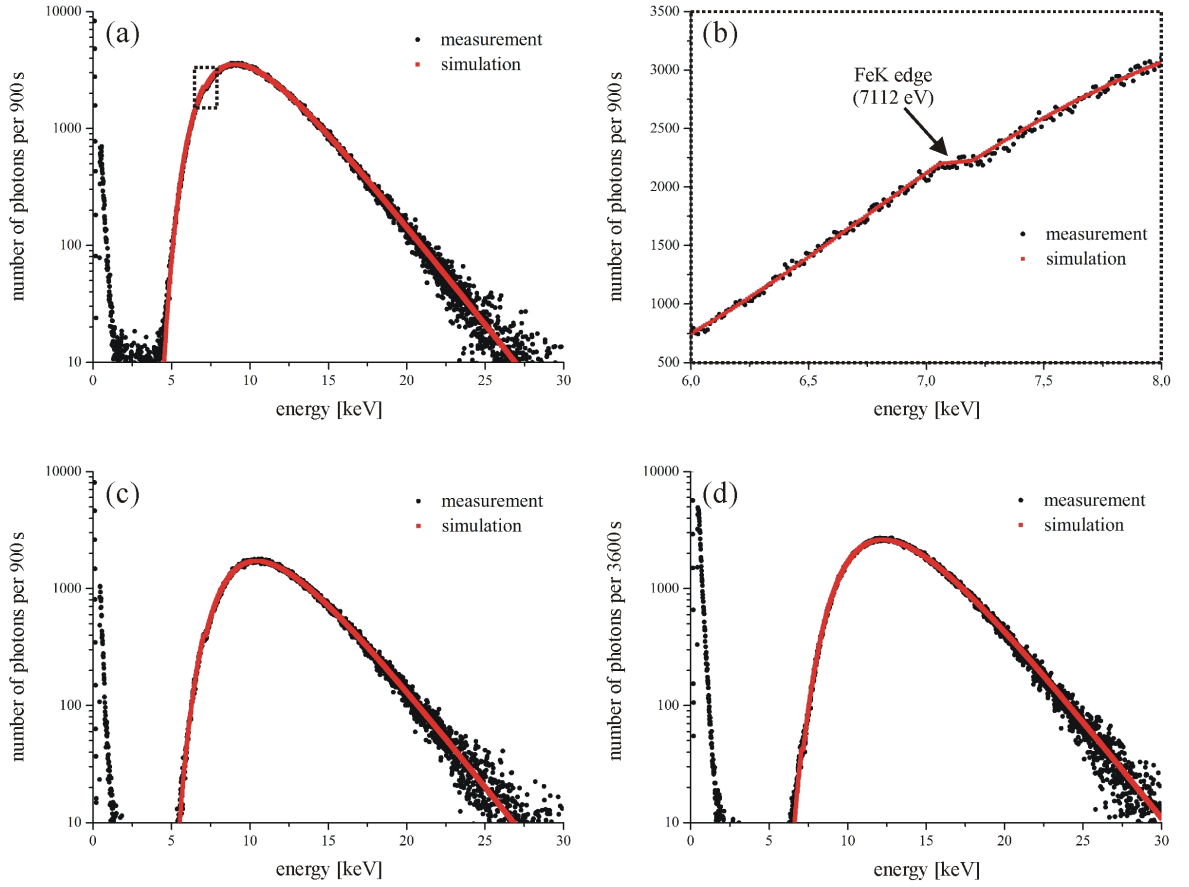 (a)
measurement
simulation
number of photons per 900 s
10000
1000
100
10
0
5
10
15
20
25
30
energy [keV]
(b)
FeK edge
(7112 eV)
measurement
simulation
number of photons per 900 s
3500
3000
2500
2000
1500
1000
500
6,0
6,5
7,0
7,5
8,0
energy [keV]
(c)
measurement
simulation
number of photons per 900 s
10000
1000
100
10
0
5
10
15
20
25
30
energy [keV]
(d)
measurement
simulation
number of photons per 3600 s
10000
1000
100
10
0
5
10
15
20
25
30
energy [keV]